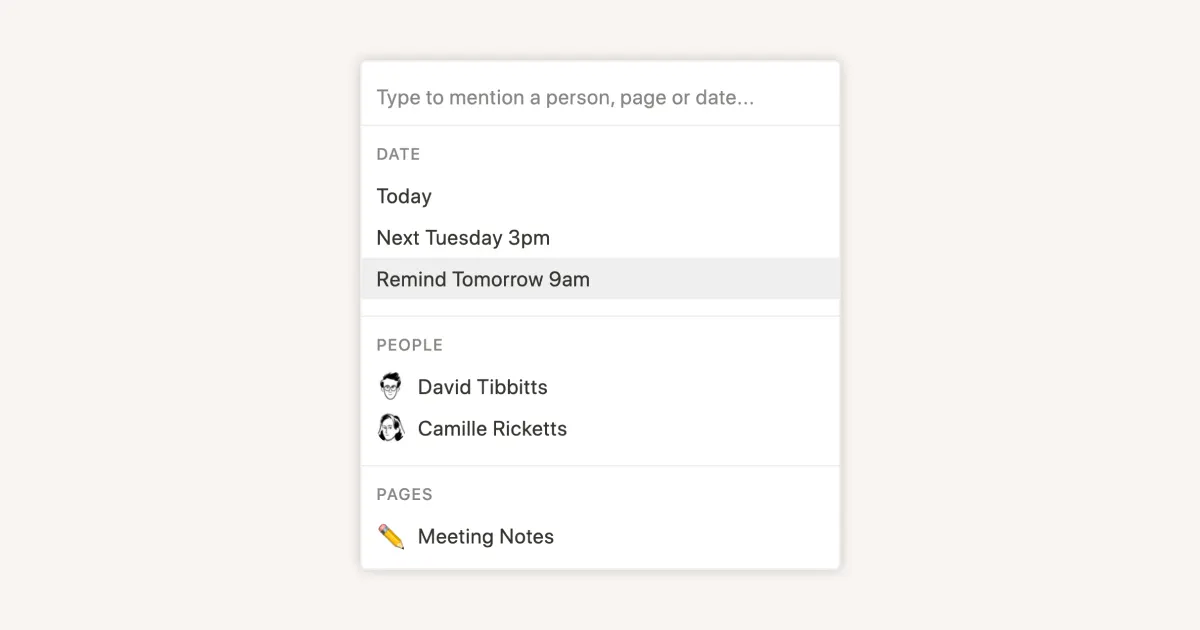 Type to mention a person, page or date...
DATE
Today
Next Tuesday 3pm
Remind Tomorrow 9am
PEOPLE
David Tibbitts
Camille Ricketts
PAGES
Meeting Notes